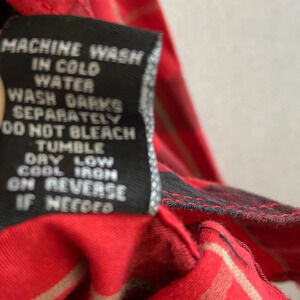 MACHINE WASH
IN COLD
WATER
WASH DARKS
SEPARATELY
DO NOT BLEACH
TUMBLE
DRY LOW
COOL IRON
ON REVERSE
IF NEEDED